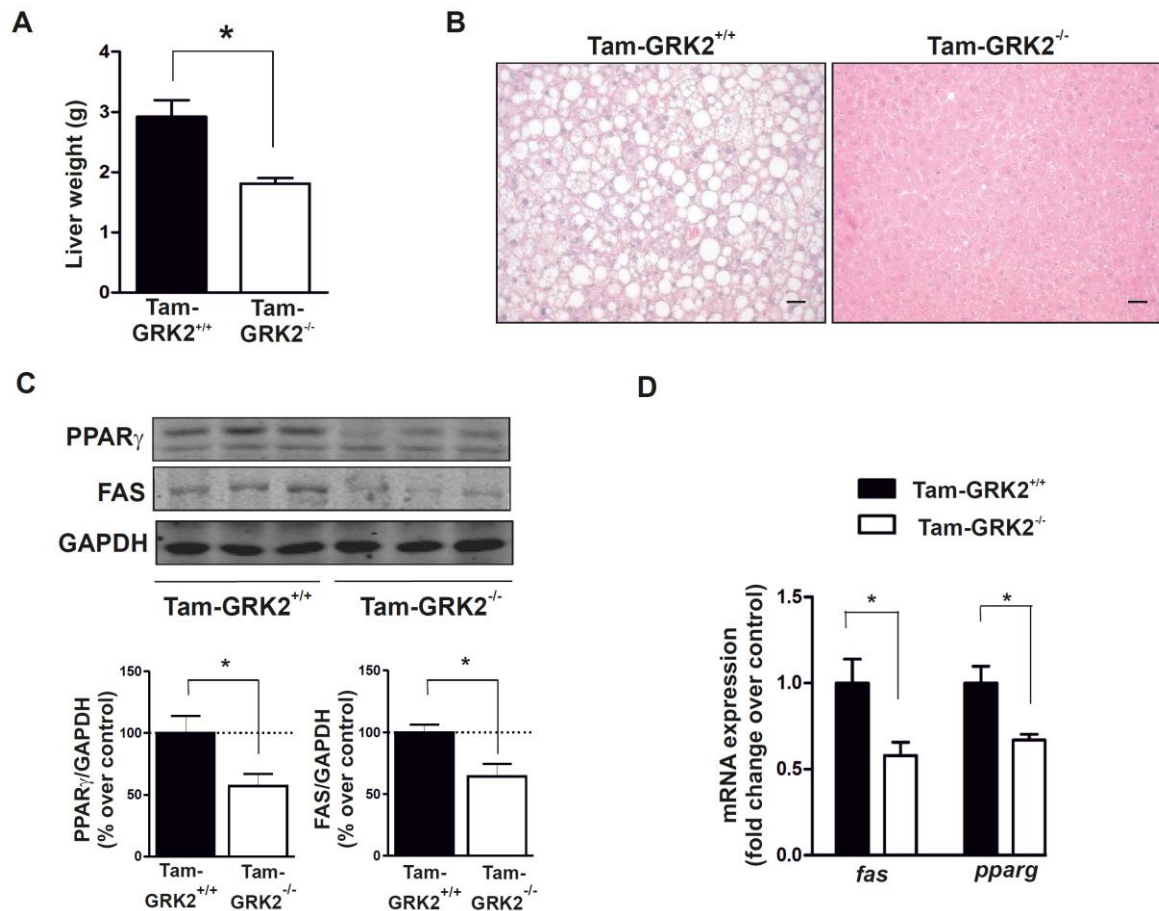 A
*
Liver weight (g)
4
3
2
1
0
Tam-
GRK2+/+
Tam-
GRK2-/-
B
Tam-GRK2+/+
Tam-GRK2-/-
C
PPARγ
FAS
GAPDH
Tam-GRK2+/+
Tam-GRK2-/-
PPARγ/GAPDH
(% over control)
150
100
50
0
*
Tam-
GRK2+/+
Tam-
GRK2-/-
FAS/GAPDH
(% over control)
150
100
50
0
*
Tam-
GRK2+/+
Tam-
GRK2-/-
D
Tam-GRK2+/+
Tam-GRK2-/-
mRNA expression
(fold change over control)
1.5
1.0
0.5
0.0
*
*
fas
pparg